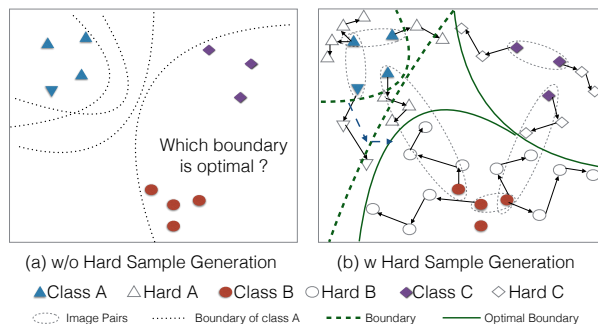 Which boundary
is optimal ?
(a) w/o Hard Sample Generation
(b) w Hard Sample Generation
Class A Hard A Class B Hard B Class C Hard C
Image Pairs Boundary of class A Boundary Optimal Boundary